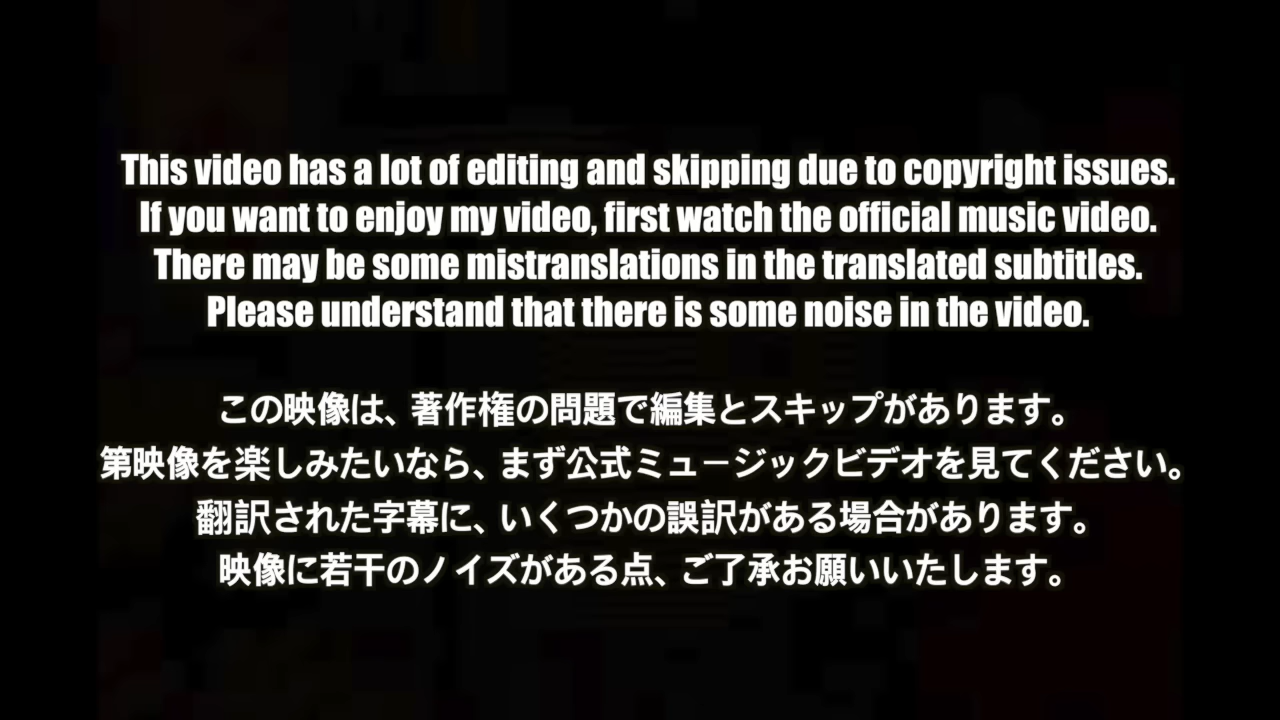 This video has a lot of editing and skipping due to copyright issues.
If you want to enjoy my video, first watch the official music video.
There may be some mistranslations in the translated subtitles.
Please understand that there is some noise in the video.
この映像は、著作権の問題で編集とスキップがあります。
第映像を楽しみたいなら、まず公式ミュージックビデオを見てください。
翻訳された字幕に、いくつかの誤訳がある場合があります。
映像に若干のノイズがある点、ご了承お願いいたします。